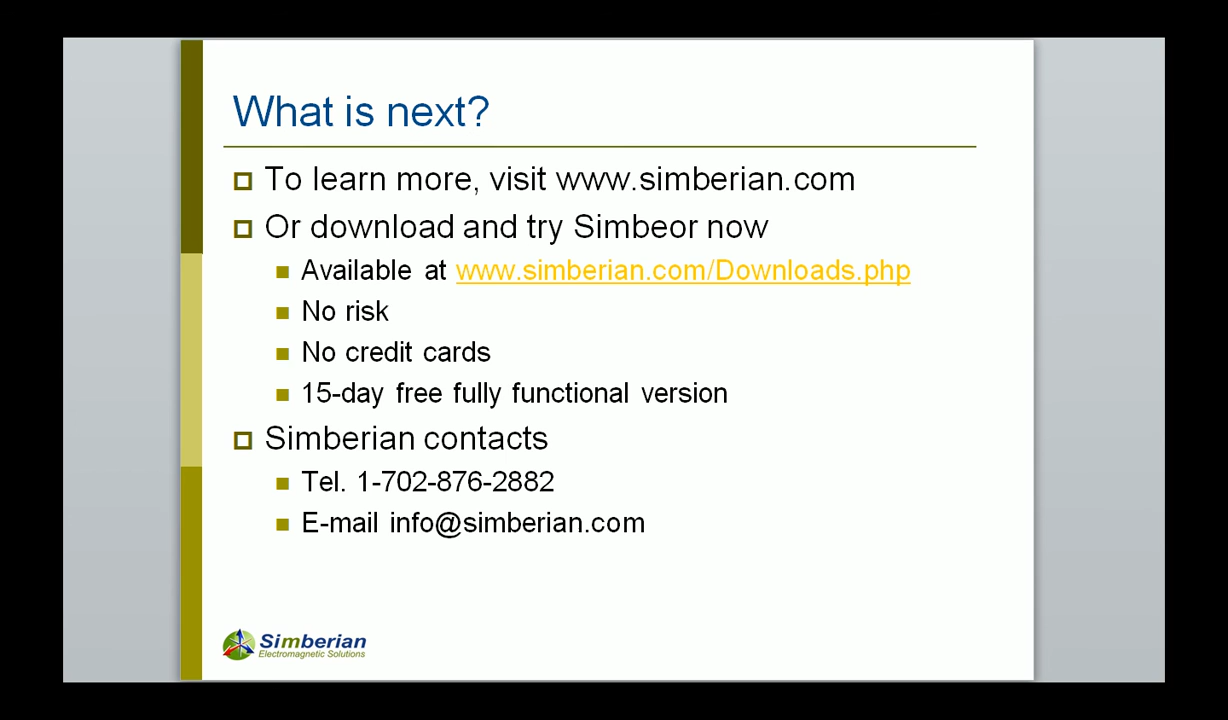 What is next?
To learn more, visit www.simberian.com
Or download and try Simbeor now
Available at www.simberian.com/Downloads.php
No risk
No credit cards
15-day free fully functional version
Simberian contacts
Tel. 1-702-876-2882
E-mail info@simberian.com
Simberian
Electromagnetic Solutions